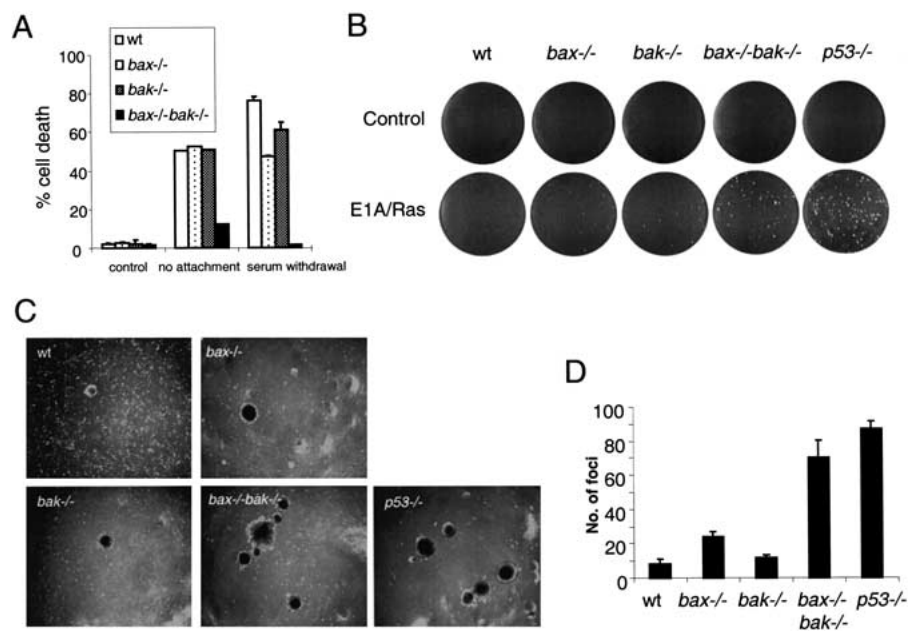 A
wt
bax-/-
bak-/-
bax-/-bak-/-
% cell death
100
80
60
40
20
0
control
no attachment
serum withdrawal
B
wt bax-/- bak-/- bax-/-bak-/- p53-/-
Control
E1A/Ras
C
wt
bax-/-
bak-/-
bax-/-bak-/-
p53-/-
D
No. of foci
100
80
60
40
20
0
wt bax-/- bak-/- bax-/- p53-/-
bak-/-